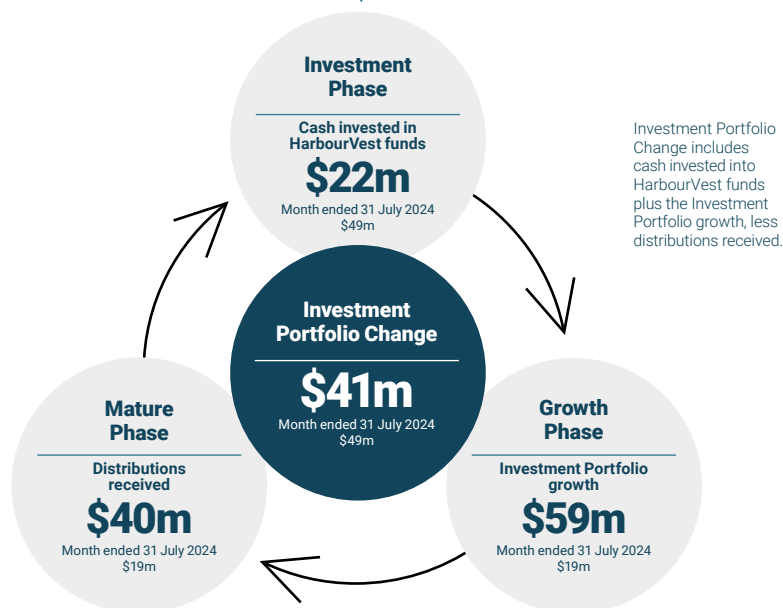 Investment
Phase
Cash invested in
HarbourVest funds
$22m
Month ended 31 July 2024
$49m
Investment Portfolio
Change includes
cash invested into
HarbourVest funds
plus the Investment
Portfolio growth, less
distributions received.
Investment
Portfolio Change
$41m
Month ended 31 July 2024
$49m
Mature
Phase
Distributions
received
$40m
Month ended 31 July 2024
$19m
Growth
Phase
Investment Portfolio
growth
$59m
Month ended 31 July 2024
$19m